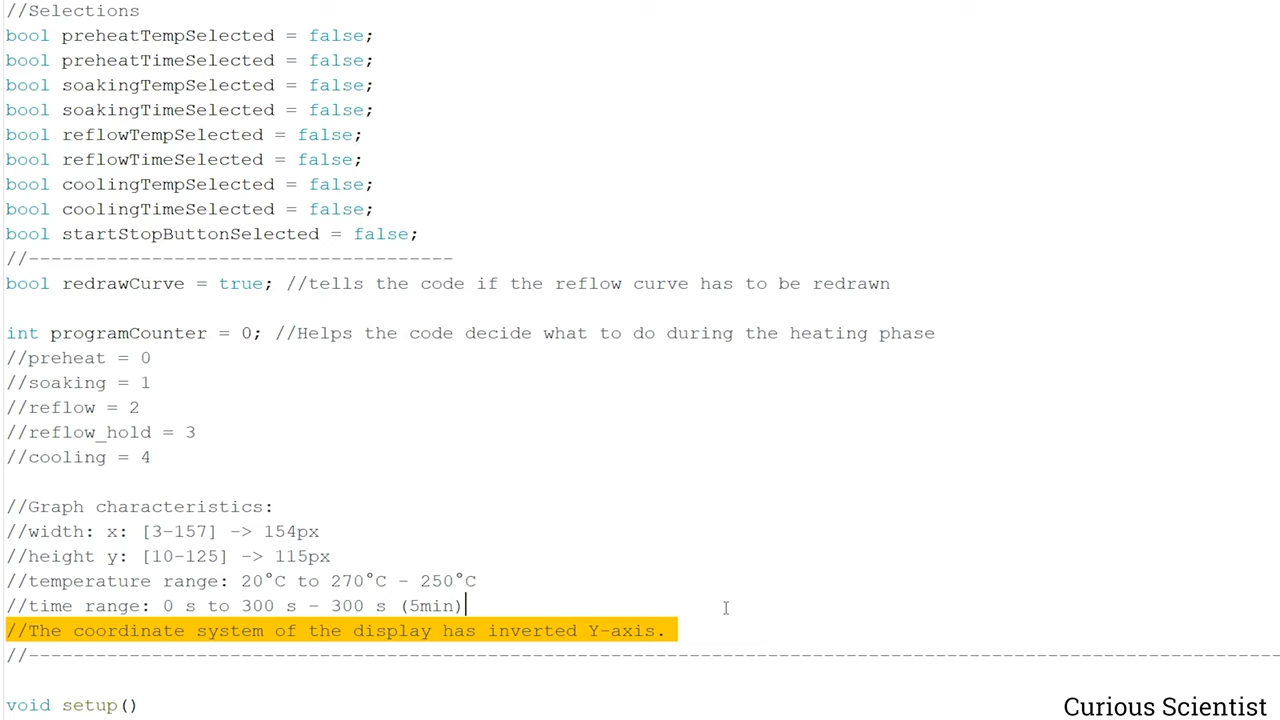 //Selections
bool preheatTempSelected = false;
bool preheatTimeSelected = false;
bool soakingTempSelected = false;
bool soakingTimeSelected = false;
bool reflowTempSelected = false;
bool reflowTimeSelected = false;
bool coolingTempSelected = false;
bool coolingTimeSelected = false;
bool startStopButtonSelected = false;
//--------------------------------------
bool redrawCurve = true; //tells the code if the reflow curve has to be redrawn
int programCounter = 0; //Helps the code decide what to do during the heating phase
//preheat = 0
//soaking = 1
//reflow = 2
//reflow_hold = 3
//cooling = 4
//Graph characteristics:
//width: x: [3-157] -> 154px
//height y: [10-125] -> 115px
//temperature range: 20°C to 270°C - 250°C
//time range: 0 s to 300 s - 300 s (5min)
//The coordinate system of the display has inverted Y-axis.
//----------------------------------------------------------------------------------------------------------------
void setup()
Curious Scientist